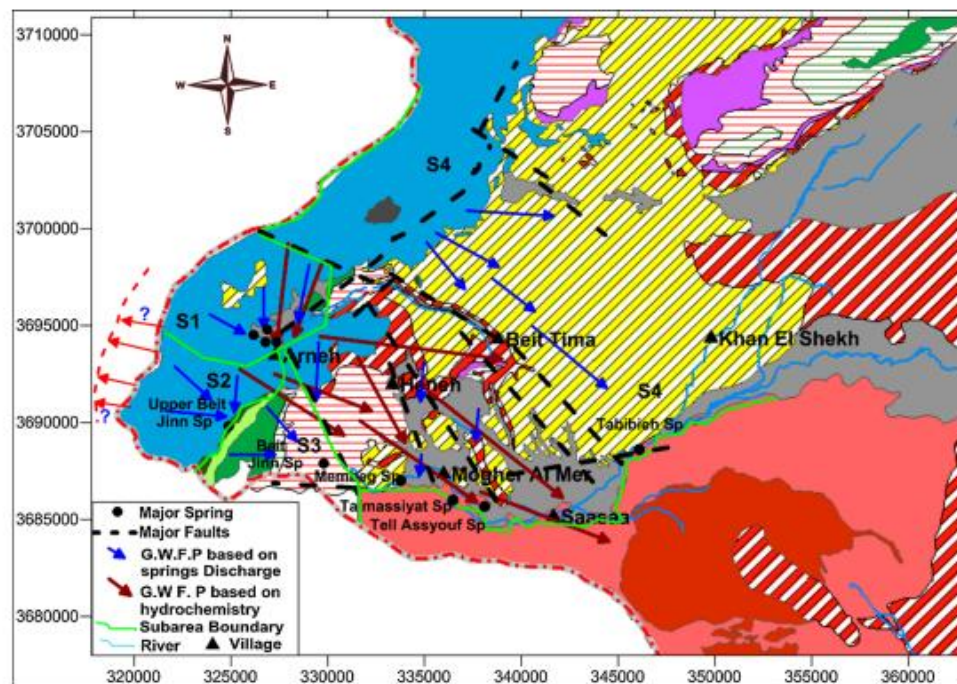 3710000
N
W E
S
3705000
S4
3700000
3695000
?
S1
Beit Tima
Khan El Shekh
Arneh
S2
Hineh
S4
3690000
?
Upper Beit
Jinn Sp
Tabibieh Sp
Beit
Jinn Sp
S3
Mogher Al Mer
3685000
Major Spring
Tamassiyat Sp
Saasaa
Major Faults
Tell Assyouf Sp
G.W.F.P based on
springs Discharge
G.W F. P based on
hydrochemistry
3680000
Subarea Boundary
River
Village
320000 325000 330000 335000 340000 345000 350000 355000 360000